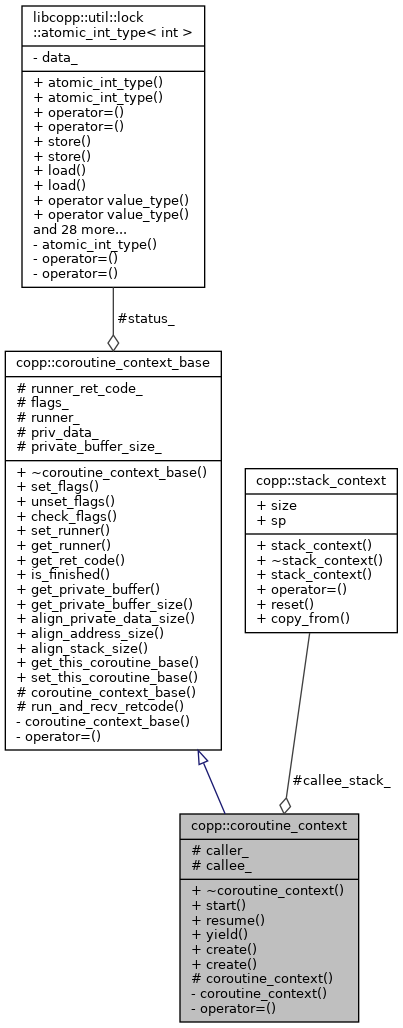 libcopp::util::lock
::atomic_int_type< int >
- data_
+ atomic_int_type()
+ atomic_int_type()
+ operator=()
+ operator=()
+ store()
+ store()
+ load()
+ load()
+ operator value_type()
+ operator value_type()
and 28 more...
- atomic_int_type()
- operator=()
- operator=()
#status_
copp::coroutine_context_base
# runner_ret_code_
# flags_
# runner_
# priv_data_
# private_buffer_size_
+ ~coroutine_context_base()
+ set_flags()
+ unset_flags()
+ check_flags()
+ set_runner()
+ get_runner()
+ get_ret_code()
+ is_finished()
+ get_private_buffer()
+ get_private_buffer_size()
+ align_private_data_size()
+ align_address_size()
+ align_stack_size()
+ get_this_coroutine_base()
+ set_this_coroutine_base()
# coroutine_context_base()
# run_and_recv_retcode()
- coroutine_context_base()
- operator=()
copp::stack_context
+ size
+ sp
+ stack_context()
+ ~stack_context()
+ stack_context()
+ operator=()
+ reset()
+ copy_from()
#callee_stack_
copp::coroutine_context
# caller_
# callee_
+ ~coroutine_context()
+ start()
+ resume()
+ yield()
+ create()
+ create()
# coroutine_context()
- coroutine_context()
- operator=()